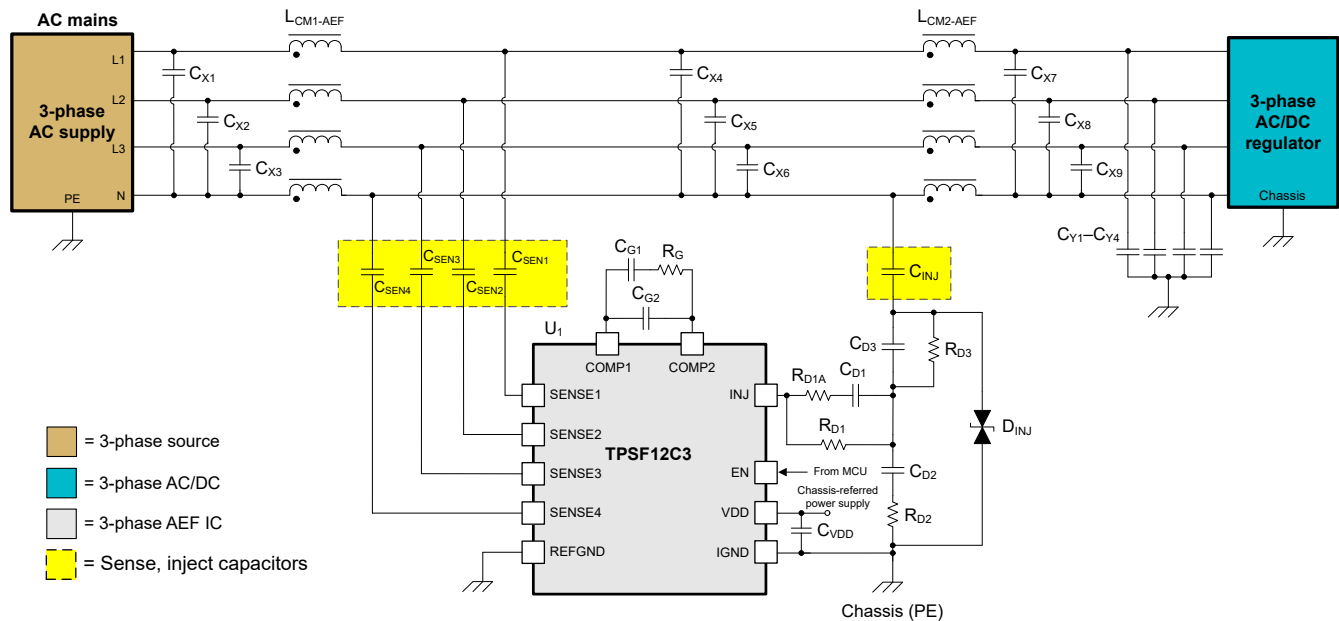 AC mains
L1
L2
L3
N
PE
3-phase
AC supply
LCM1-AEF
LCM2-AEF
CX1
CX2
CX3
CX4
CX5
CX6
CX7
CX8
CX9
3-phase
AC/DC
regulator
Chassis
CY1–CY4
CSEN1
CSEN3
CSEN2
CSEN4
CG1
RG
CG2
CINJ
U1
COMP1
COMP2
SENSE1
SENSE2
SENSE3
SENSE4
REFGND
TPSF12C3
INJ
EN
VDD
IGND
RD1A
CD1
RD1
CD3
RD3
CD2
RD2
DINJ
From MCU
Chassis-referred
power supply
CVDD
Chassis (PE)
= 3-phase source
= 3-phase AC/DC
= 3-phase AEF IC
= Sense, inject capacitors